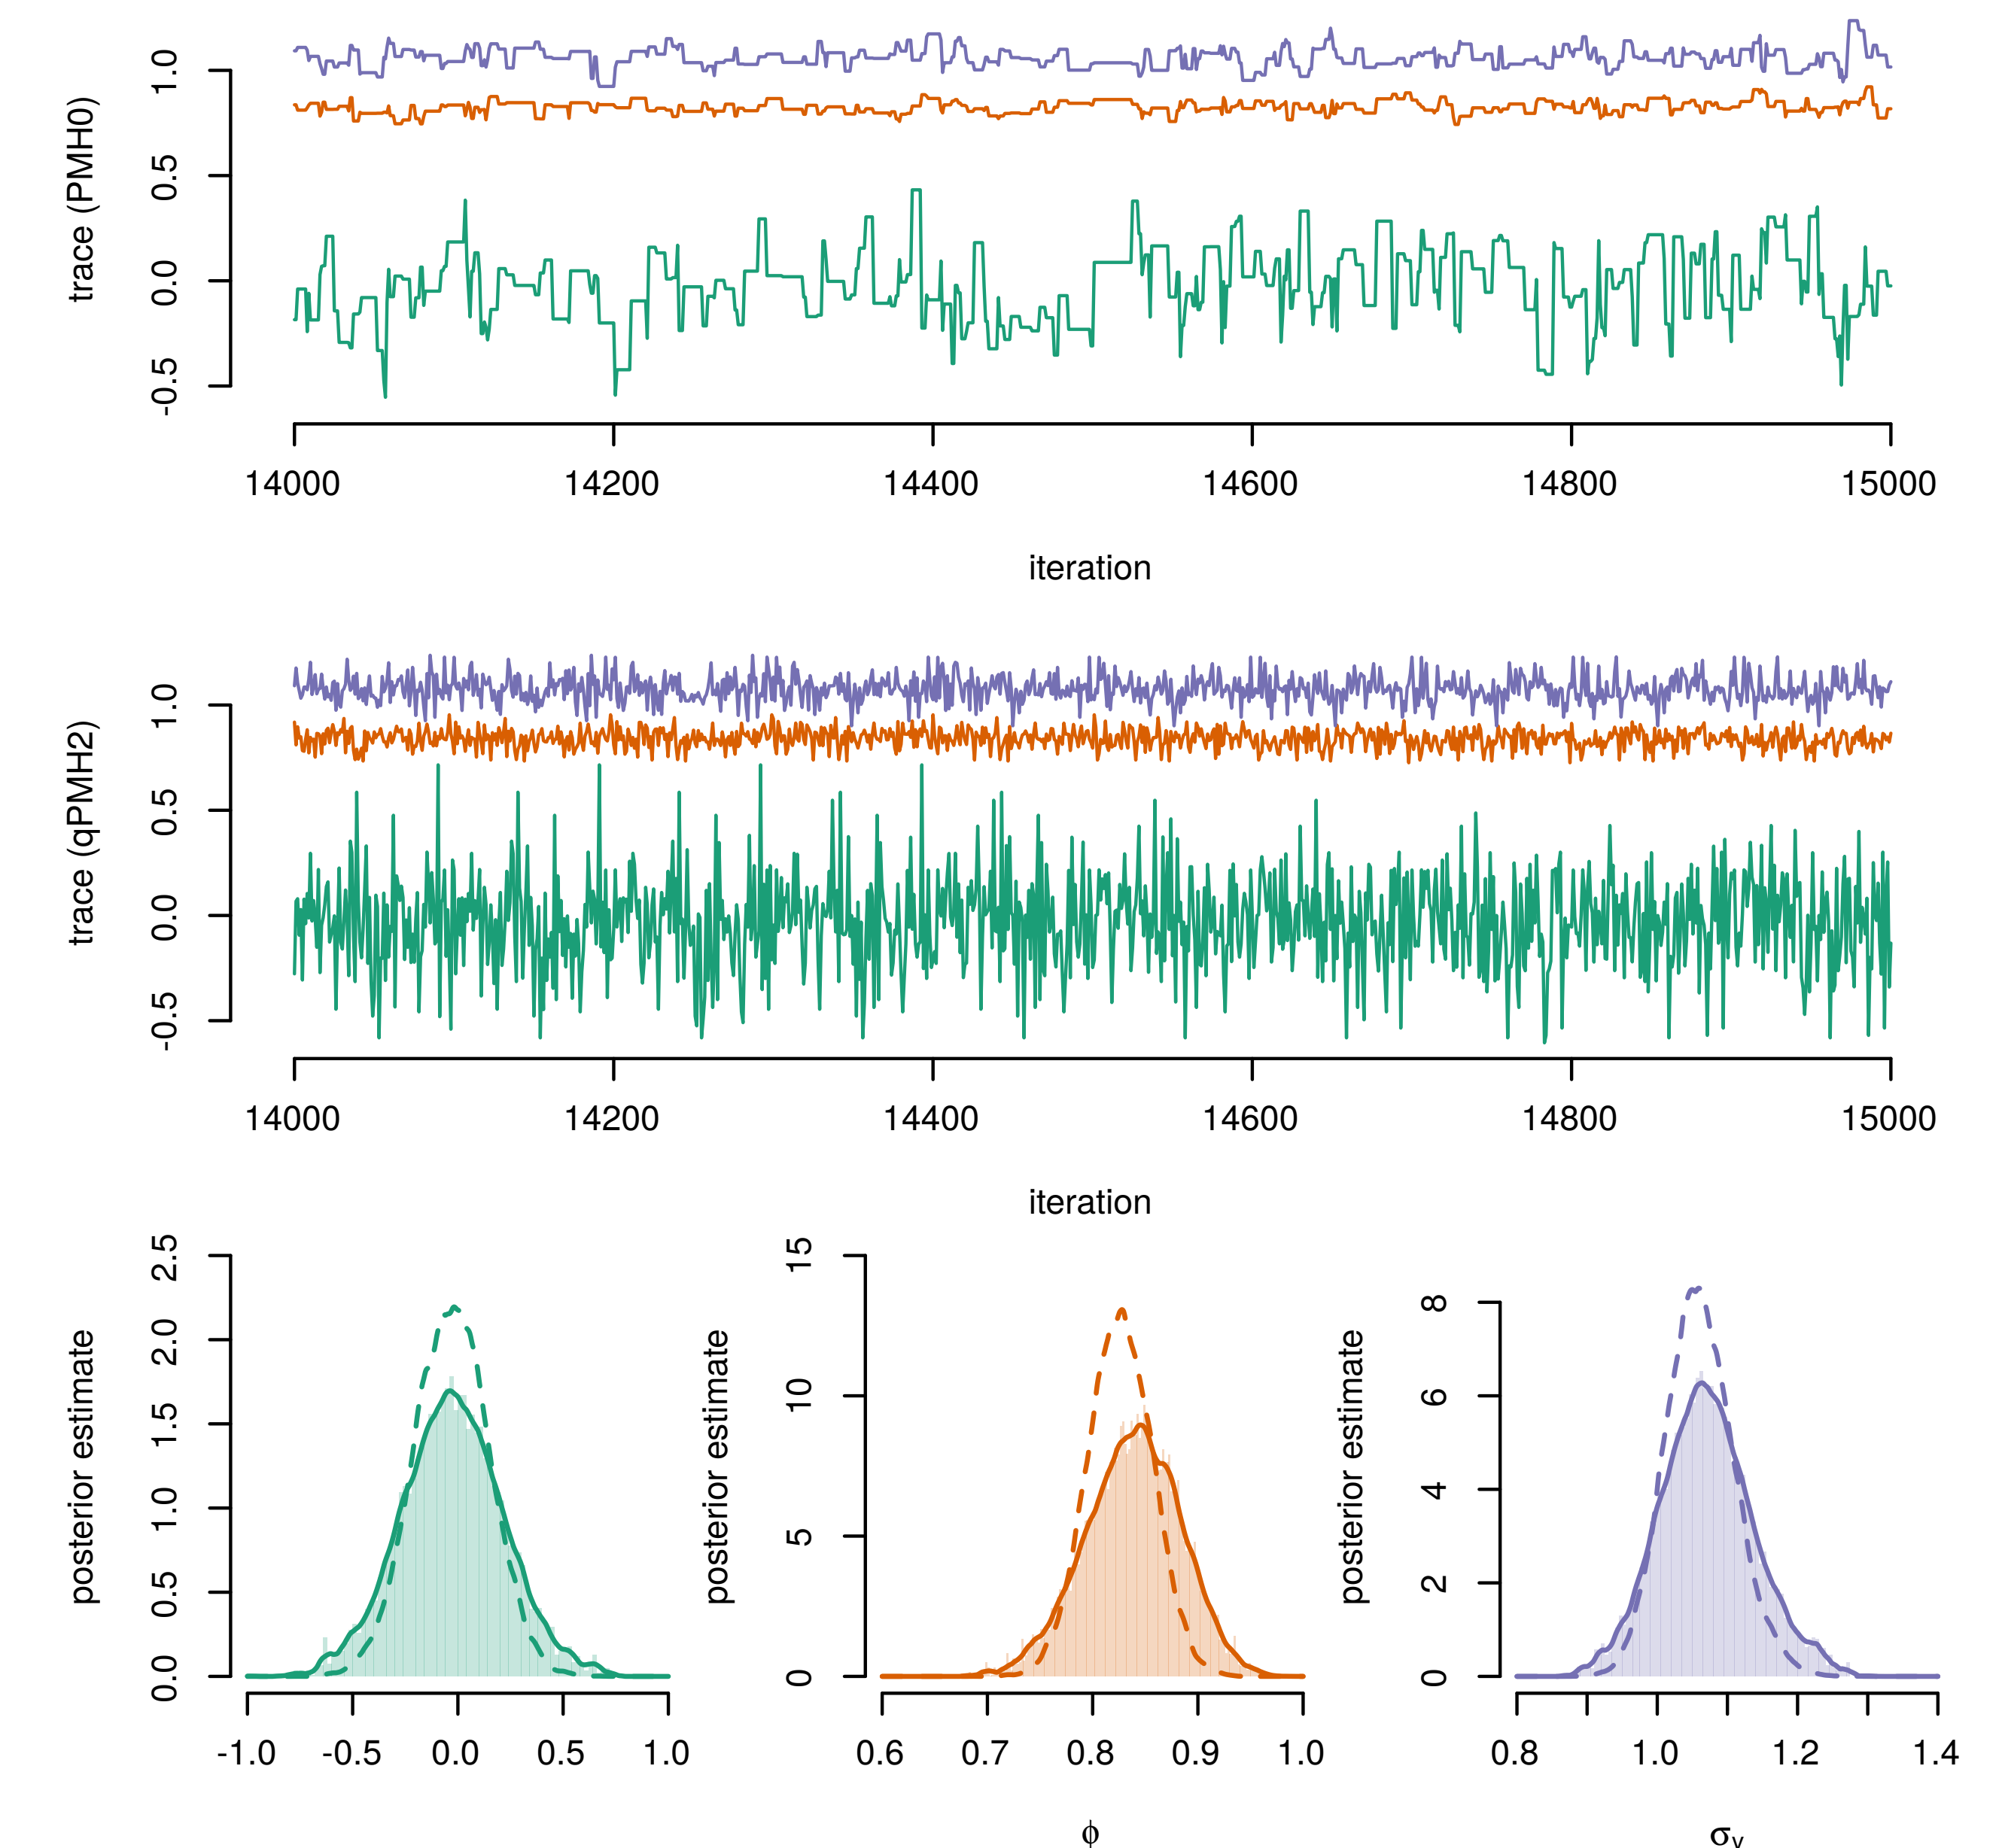 trace (PMH0)
1.0
0.5
0.0
-0.5
14000 14200 14400 14600 14800 15000
iteration
trace (qPMH2)
1.0
0.5
0.0
-0.5
14000 14200 14400 14600 14800 15000
iteration
posterior estimate
2.5
2.0
1.5
1.0
0.5
0.0
-1.0 -0.5 0.0 0.5 1.0
posterior estimate
15
10
5
0
0.6 0.7 0.8 0.9 1.0
ϕ
posterior estimate
8
6
4
2
0
0.8 1.0 1.2 1.4
σv